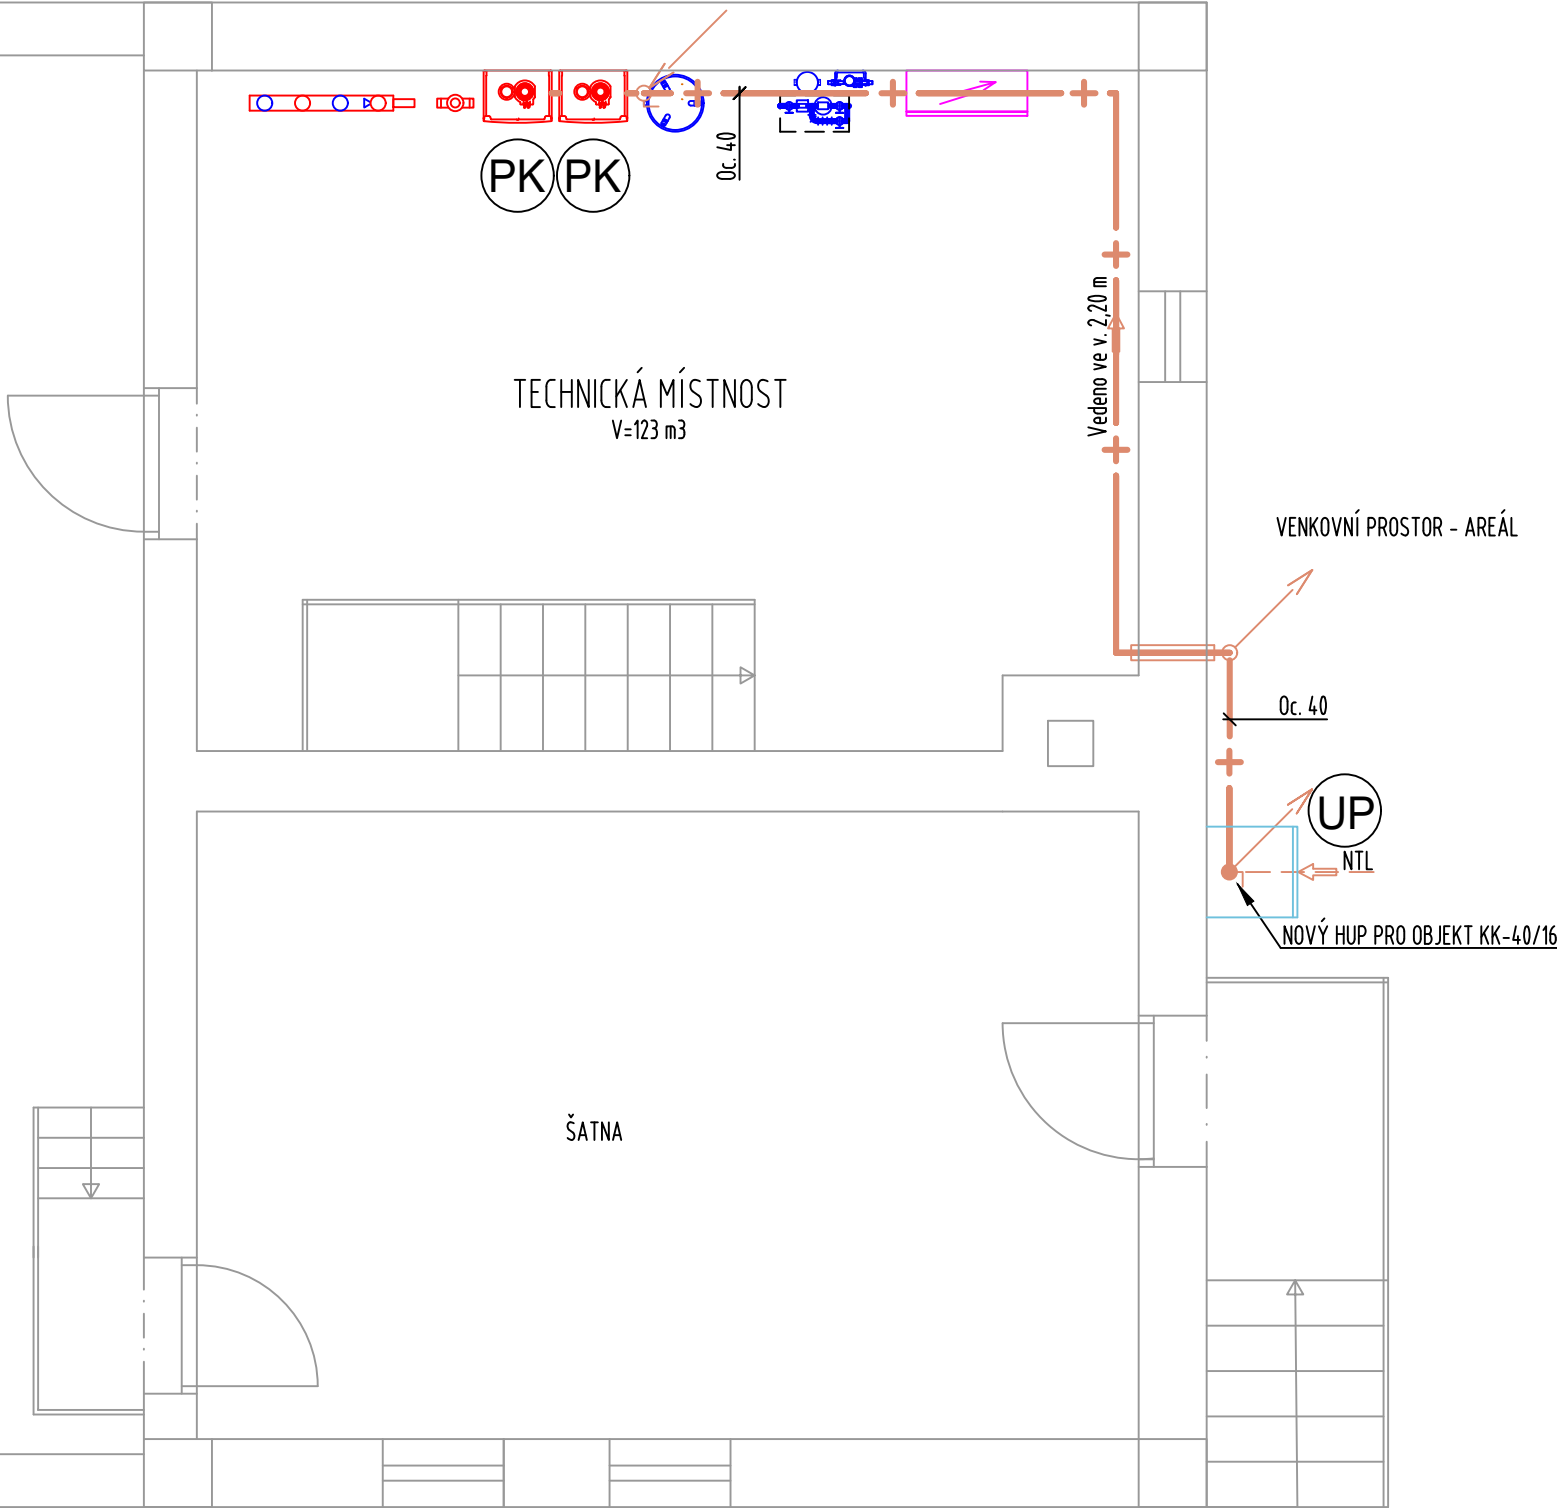 Oc. 40
PK
PK
Vedeno ve v. 2,20 m
TECHNICKÁ MÍSTNOST
V=123 m3
VENKOVNÍ PROSTOR - AREÁL
Oc. 40
UP
NTL
NOVÝ HUP PRO OBJEKT KK-40/16
ŠATNA